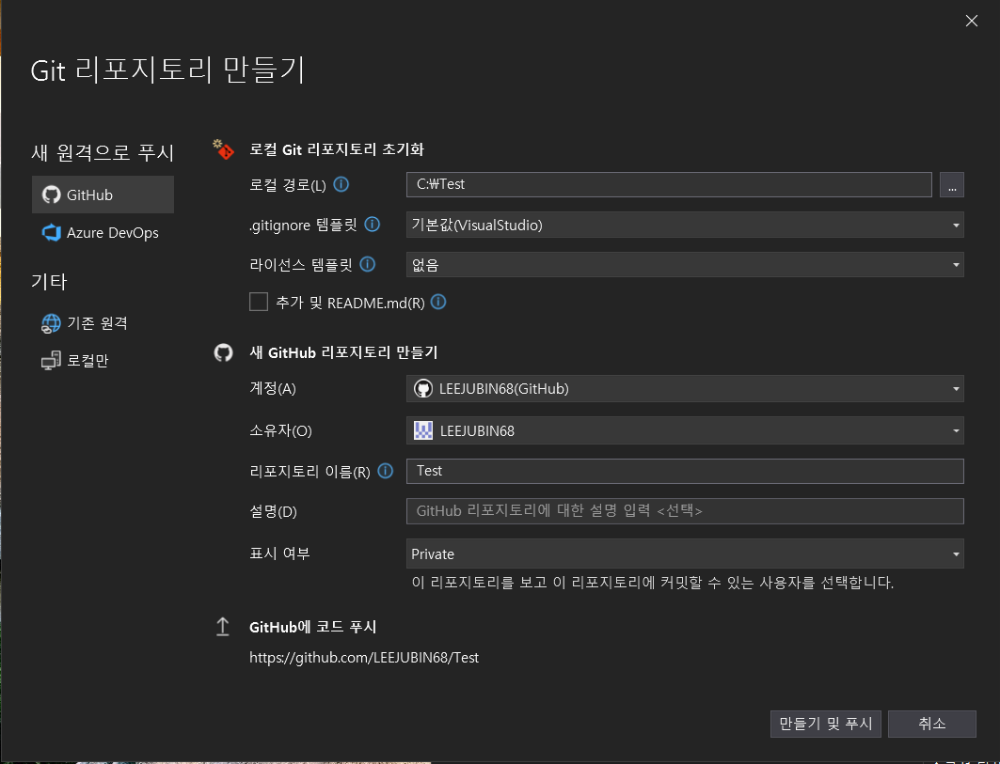 Git 리포지토리 만들기
새 원격으로 푸시
GitHub
Azure DevOps
기타
기존 원격
로컬만
로컬 Git 리포지토리 초기화
로컬 경로(L) C:₩Test ...
.gitignore 템플릿 기본값(VisualStudio)
라이선스 템플릿 없음
추가 및 README.md(R)
새 GitHub 리포지토리 만들기
계정(A) LEEJUBIN68(GitHub)
소유자(O) LEEJUBIN68
리포지토리 이름(R) Test
설명(D) GitHub 리포지토리에 대한 설명 입력 <선택>
표시 여부 Private
이 리포지토리를 보고 이 리포지토리에 커밋할 수 있는 사용자를 선택합니다.
GitHub에 코드 푸시
https://github.com/LEEJUBIN68/Test
만들기 및 푸시 취소